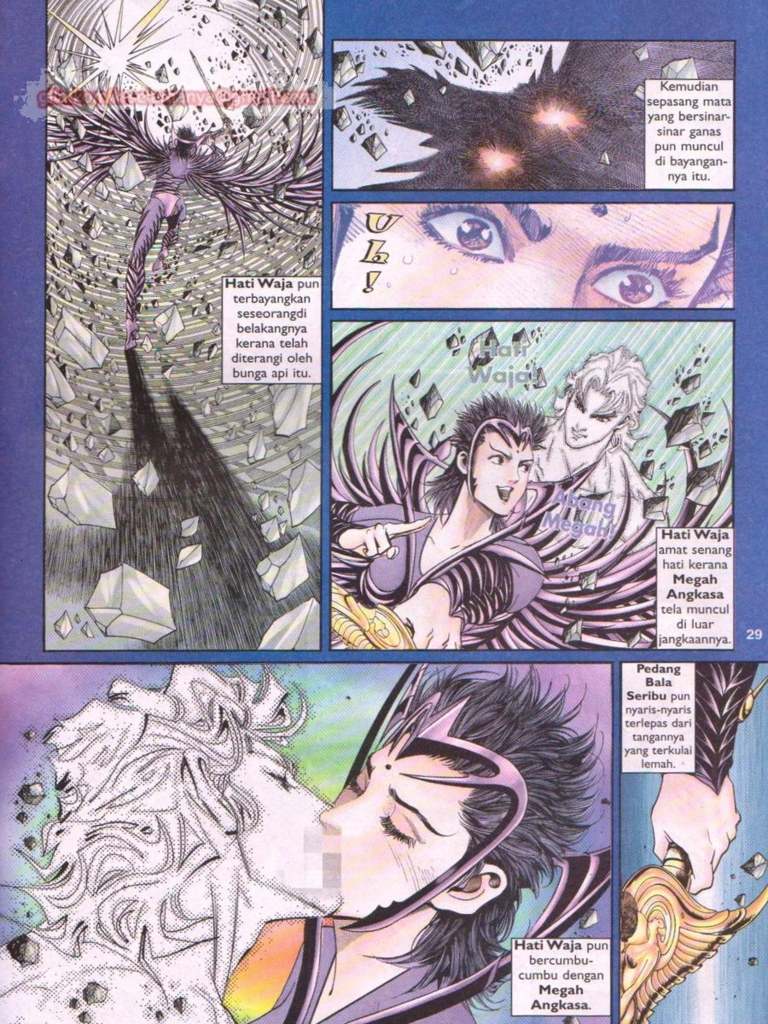 Hati Waja pun
terbayangkan
seseorangdi
belakangnya
kerana telah
diterangi oleh
bunga api itu.
Kemudian
sepasang mata
yang bersinar-
sinar ganas
pun muncul
di bayangan-
nya itu.
Uh!
Hati
Waja!
Abang
Megah!
Hati Waja
amat senang
hati kerana
Megah
Angkasa
tela muncul
di luar
jangkaannya.
29
Hati Waja pun
bercumbu-
cumbu dengan
Megah
Angkasa.
Pedang
Bala
Seribu pun
nyaris-nyaris
terlepas dari
tangannya
yang terkulai
lemah.